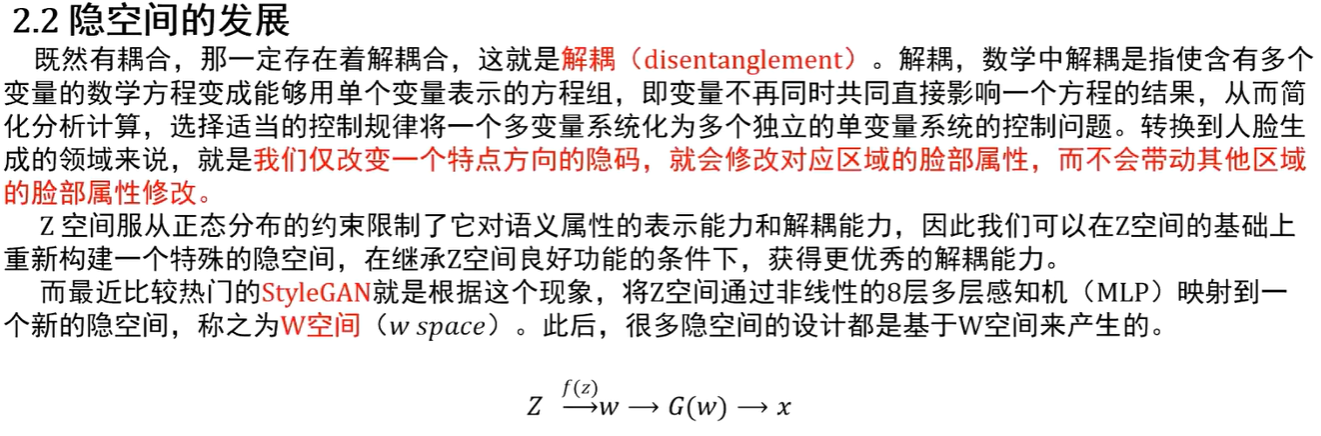 2.2 隐空间的发展
既然有耦合，那一定存在着解耦合，这就是解耦（disentanglement）。解耦，数学中解耦是指使含有多个
变量的数学方程变成能够用单个变量表示的方程组，即变量不再同时共同直接影响一个方程的结果，从而简
化分析计算，选择适当的控制规律将一个多变量系统化为多个独立的单变量系统的控制问题。转换到人脸生
成的领域来说，就是我们仅改变一个特点方向的隐码，就会修改对应区域的脸部属性，而不会带动其他区域
的脸部属性修改。
Z 空间服从正态分布的约束限制了它对语义属性的表示能力和解耦能力，因此我们可以在Z空间的基础上
重新构建一个特殊的隐空间，在继承Z空间良好功能的条件下，获得更优秀的解耦能力。
而最近比较热门的StyleGAN就是根据这个现象，将Z空间通过非线性的8层多层感知机（MLP）映射到一
个新的隐空间，称之为W空间（w space）。此后，很多隐空间的设计都是基于W空间来产生的。
f(z)
Z ⟶ w → G(w) → x